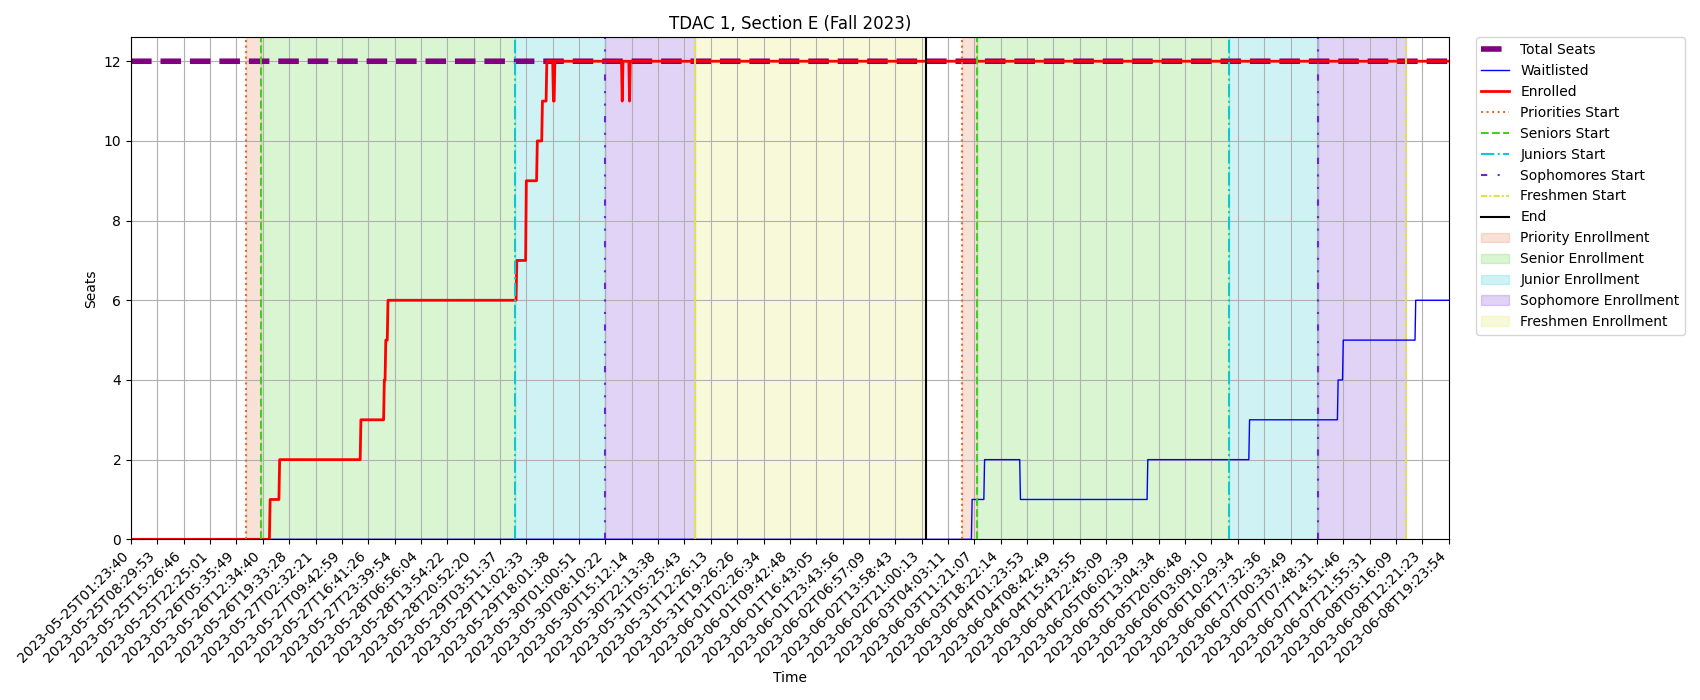 TDAC 1, Section E (Fall 2023)
Seats
12
10
8
6
4
2
0
2023-05-25T01:23:40
2023-05-25T08:29:53
2023-05-25T15:26:46
2023-05-25T22:25:01
2023-05-26T05:35:49
2023-05-26T12:34:40
2023-05-26T19:33:28
2023-05-27T02:32:21
2023-05-27T09:42:59
2023-05-27T16:41:26
2023-05-27T23:39:54
2023-05-28T06:56:04
2023-05-28T13:54:22
2023-05-28T20:52:20
2023-05-29T03:51:37
2023-05-29T11:02:33
2023-05-29T18:01:38
2023-05-30T01:00:51
2023-05-30T08:10:22
2023-05-30T15:12:14
2023-05-30T22:13:38
2023-05-31T05:25:43
2023-05-31T12:26:13
2023-05-31T19:26:26
2023-06-01T02:26:34
2023-06-01T09:42:48
2023-06-01T16:43:05
2023-06-01T23:43:56
2023-06-02T06:57:09
2023-06-02T13:58:43
2023-06-02T21:00:13
2023-06-03T04:03:11
2023-06-03T11:21:07
2023-06-03T18:22:14
2023-06-04T01:23:53
2023-06-04T08:42:49
2023-06-04T15:43:55
2023-06-04T22:45:09
2023-06-05T06:02:39
2023-06-05T13:04:34
2023-06-05T20:06:48
2023-06-06T03:09:10
2023-06-06T10:29:34
2023-06-06T17:32:36
2023-06-07T00:33:49
2023-06-07T07:48:31
2023-06-07T14:51:46
2023-06-07T21:55:31
2023-06-08T05:16:09
2023-06-08T12:21:23
2023-06-08T19:23:54
Time
Total Seats
Waitlisted
Enrolled
Priorities Start
Seniors Start
Juniors Start
Sophomores Start
Freshmen Start
End
Priority Enrollment
Senior Enrollment
Junior Enrollment
Sophomore Enrollment
Freshmen Enrollment